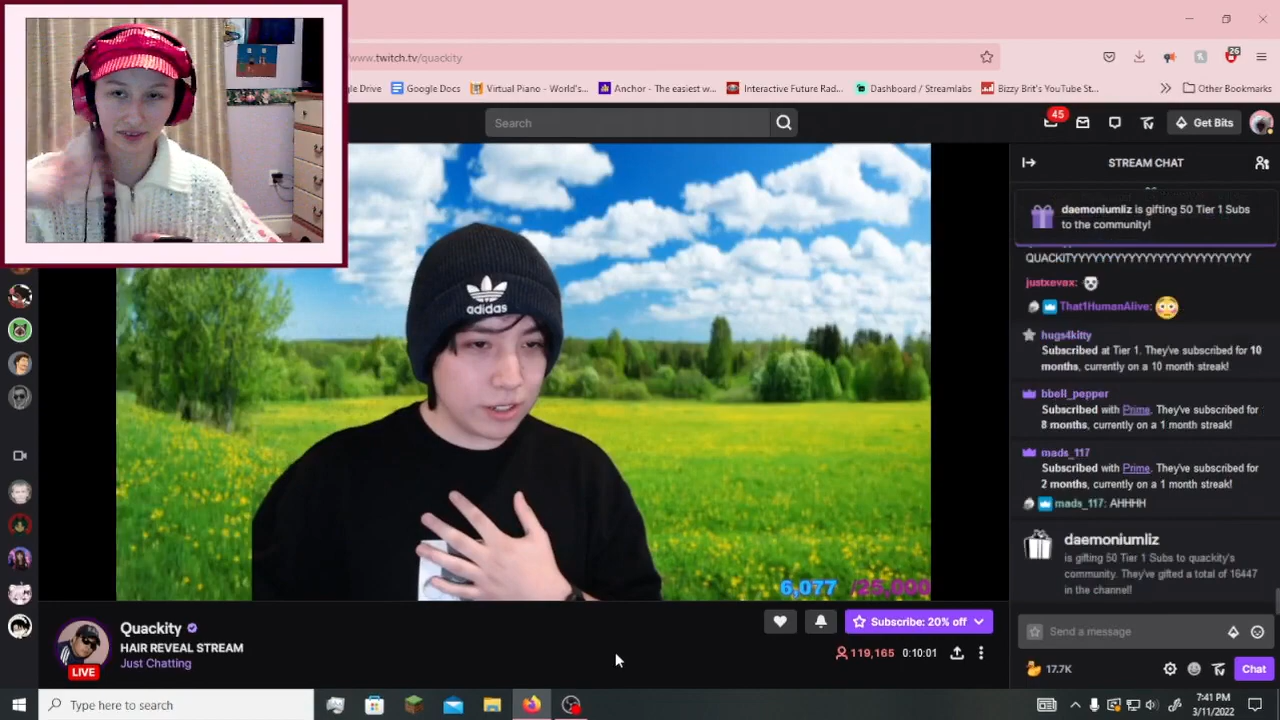 www.twitch.tv/quackity
gle Drive
Google Docs
Virtual Piano - World's...
Anchor - The easiest w...
Interactive Future Rad...
Dashboard / Streamlabs
Bizzy Brit's YouTube St...
Other Bookmarks
26
Search
45
Get Bits
STREAM CHAT
daemoniumliz is gifting 50 Tier 1 Subs
to the community!
QUACKITYYYYYYYYYYYYYYYYYYYYYYY
justxevax:
That1HumanAlive:
hugs4kitty
Subscribed at Tier 1. They've subscribed for 10
months, currently on a 10 month streak!
bbell_pepper
Subscribed with Prime. They've subscribed for
8 months, currently on a 1 month streak!
mads_117
Subscribed with Prime. They've subscribed for
2 months, currently on a 1 month streak!
mads_117: AHHHH
daemoniumliz
is gifting 50 Tier 1 Subs to quackity's
community. They've gifted a total of 16447
in the channel!
adidas
6,077 /25,000
Quackity
HAIR REVEAL STREAM
Just Chatting
LIVE
Subscribe: 20% off
119,165 0:10:01
Send a message
17.7K
Chat
Type here to search
7:41 PM
3/11/2022